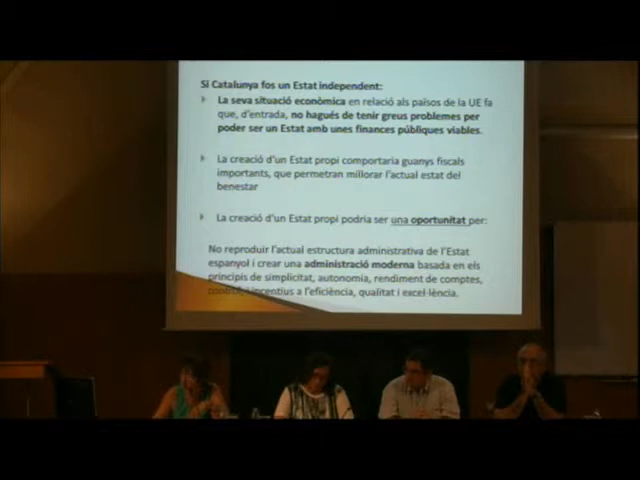 Si Catalunya fos un Estat independent:
La seva situació econòmica en relació als països de la UE fa
que, d'entrada, no hagués de tenir greus problemes per
poder ser un Estat amb unes finances públiques viables.
La creació d'un Estat propi comportaria guanys fiscals
importants, que permetran millorar l'actual estat del
benestar
La creació d'un Estat propi podria ser una oportunitat per:
No reproduir l'actual estructura administrativa de l'Estat
espanyol i crear una administració moderna basada en els
principis de simplicitat, autonomia, rendiment de comptes,
incentius a l'eficiència, qualitat i excel·lència.